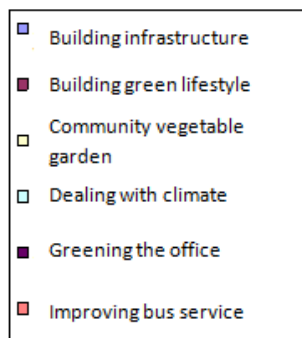 Building infrastructure
Building green lifestyle
Community vegetable
garden
Dealing with climate
Greening the office
Improving bus service